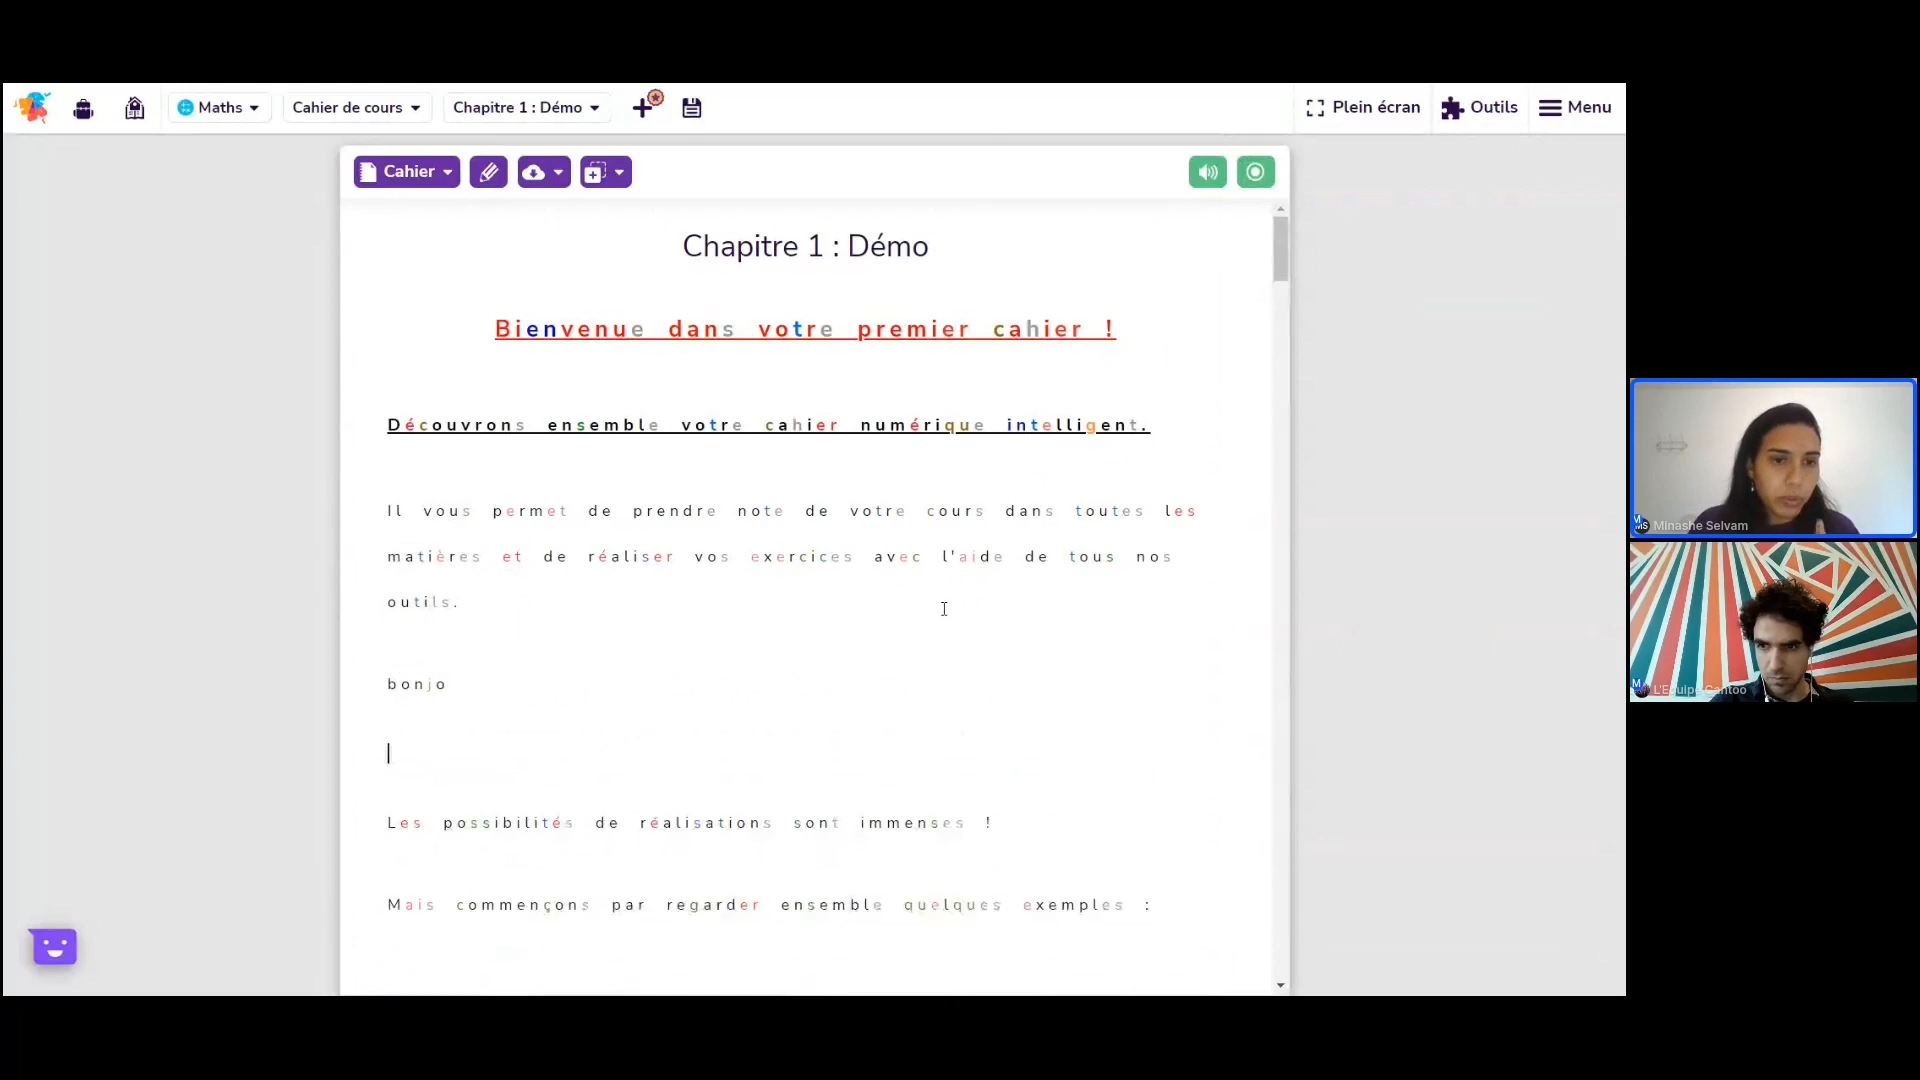 Maths
Cahier de cours
Chapitre 1 : Démo
Plein écran
Outils
Menu
Cahier
Chapitre 1 : Démo
Bienvenue dans votre premier cahier !
Découvrons ensemble votre cahier numérique intelligent.
Il vous permet de prendre note de votre cours dans toutes les
matières et de réaliser vos exercices avec l'aide de tous nos
outils.
bonjo
Les possibilités de réalisations sont immenses !
Mais commençons par regarder ensemble quelques exemples :
M
MS
Minashe Selvam
M
L'Equipe Cantoo